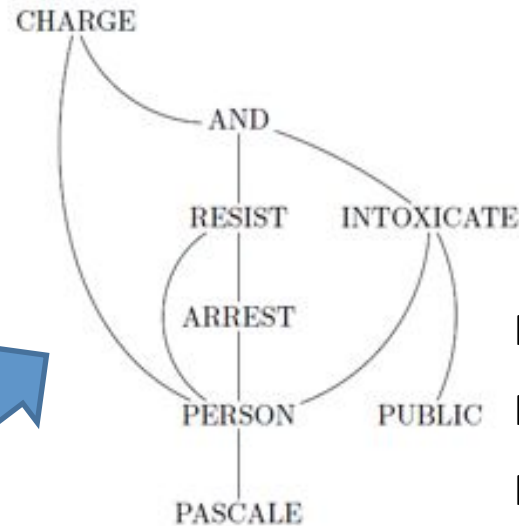 CHARGE
AND
RESIST INTOXICATE
ARREST
PERSON PUBLIC
PASCALE